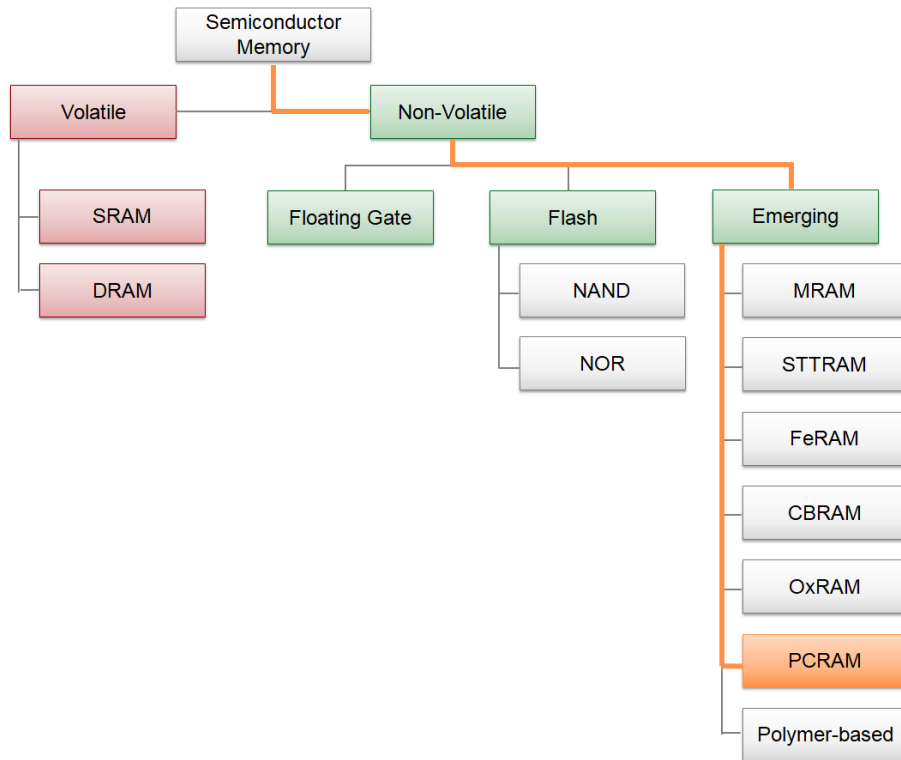 Semiconductor
Memory
Volatile
Non-Volatile
SRAM
DRAM
Floating Gate
Flash
NAND
NOR
Emerging
MRAM
STTRAM
FeRAM
CBRAM
OxRAM
PCRAM
Polymer-based